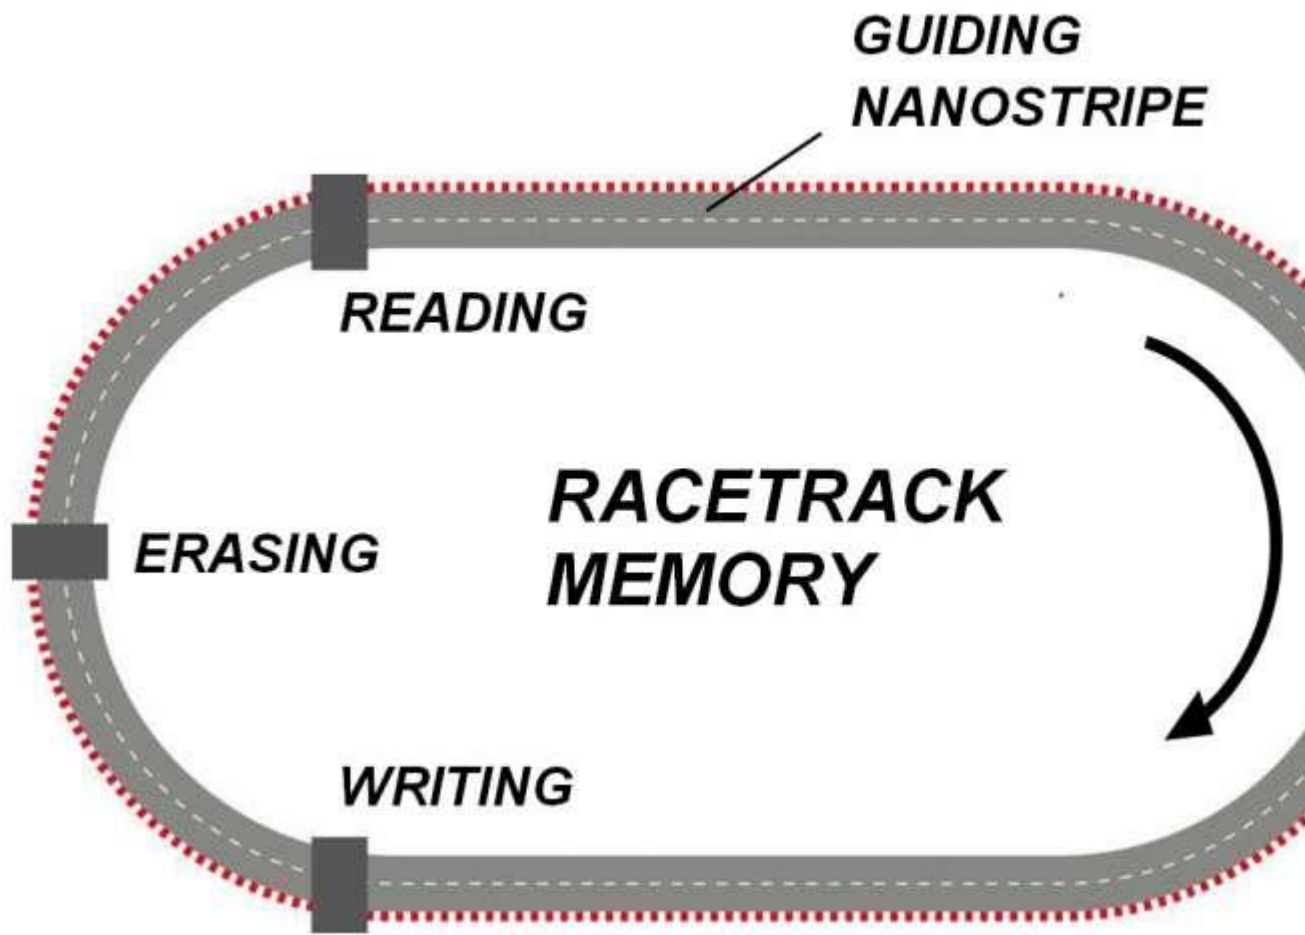 GUIDING
NANOSTRIPE
READING
RACETRACK
MEMORY
ERASING
WRITING